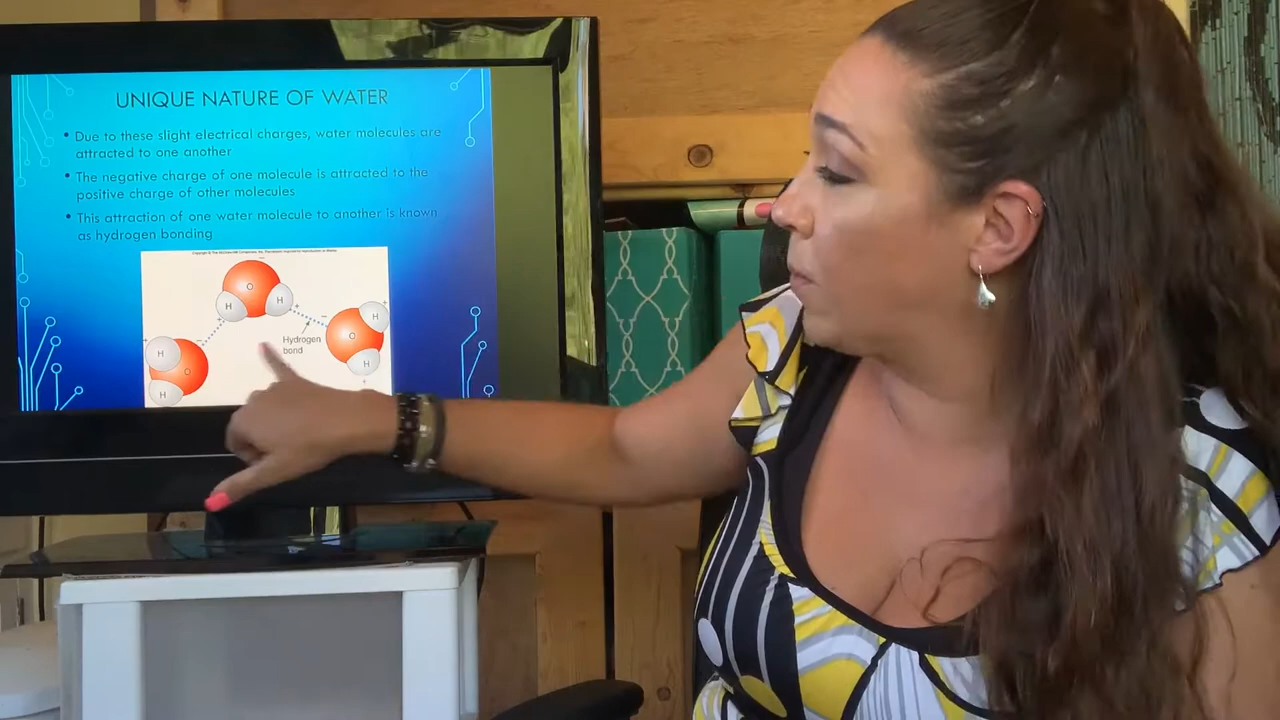 UNIQUE NATURE OF WATER
• Due to these slight electrical charges, water molecules are
attracted to one another
• The negative charge of one molecule is attracted to the
positive charge of other molecules
• This attraction of one water molecule to another is known
as hydrogen bonding
O
H
H
H
O
Hydrogen
bond
H
O
H
H